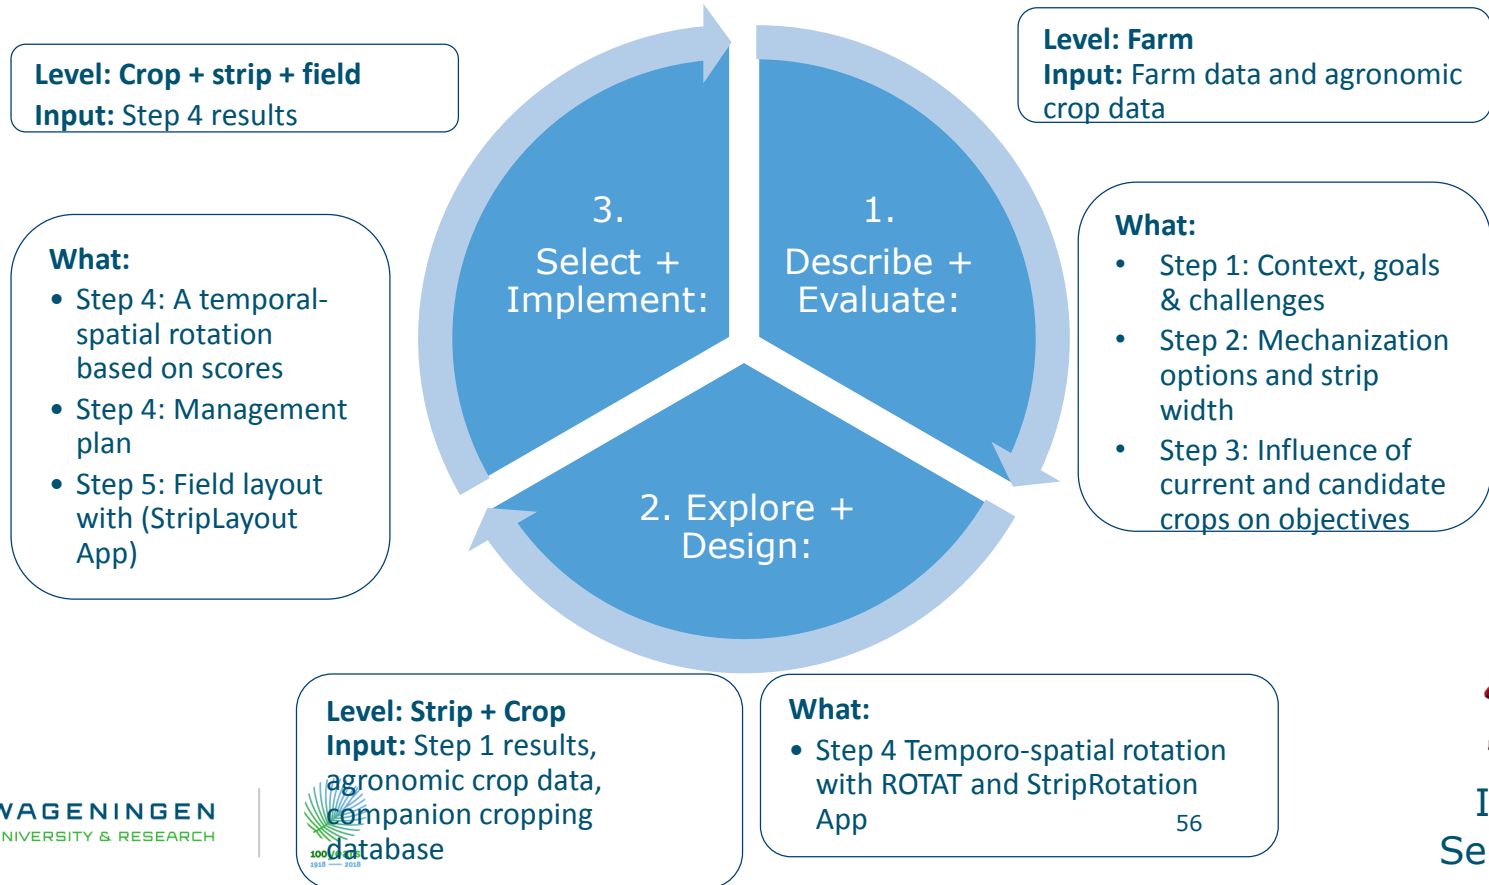 Level: Crop + strip + field
Input: Step 4 results
Level: Farm
Input: Farm data and agronomic
crop data
3.
Select +
Implement:
1.
Describe +
Evaluate:
2. Explore +
Design:
What:
• Step 4: A temporal-
spatial rotation
based on scores
• Step 4: Management
plan
• Step 5: Field layout
with (StripLayout
App)
What:
• Step 1: Context, goals
& challenges
• Step 2: Mechanization
options and strip
width
• Step 3: Influence of
current and candidate
crops on objectives
Level: Strip + Crop
Input: Step 1 results,
agronomic crop data,
companion cropping
database
What:
• Step 4 Temporo-spatial rotation
with ROTAT and StripRotation
App
56
WAGENINGEN
UNIVERSITY & RESEARCH
100years
1918 — 2018
Se